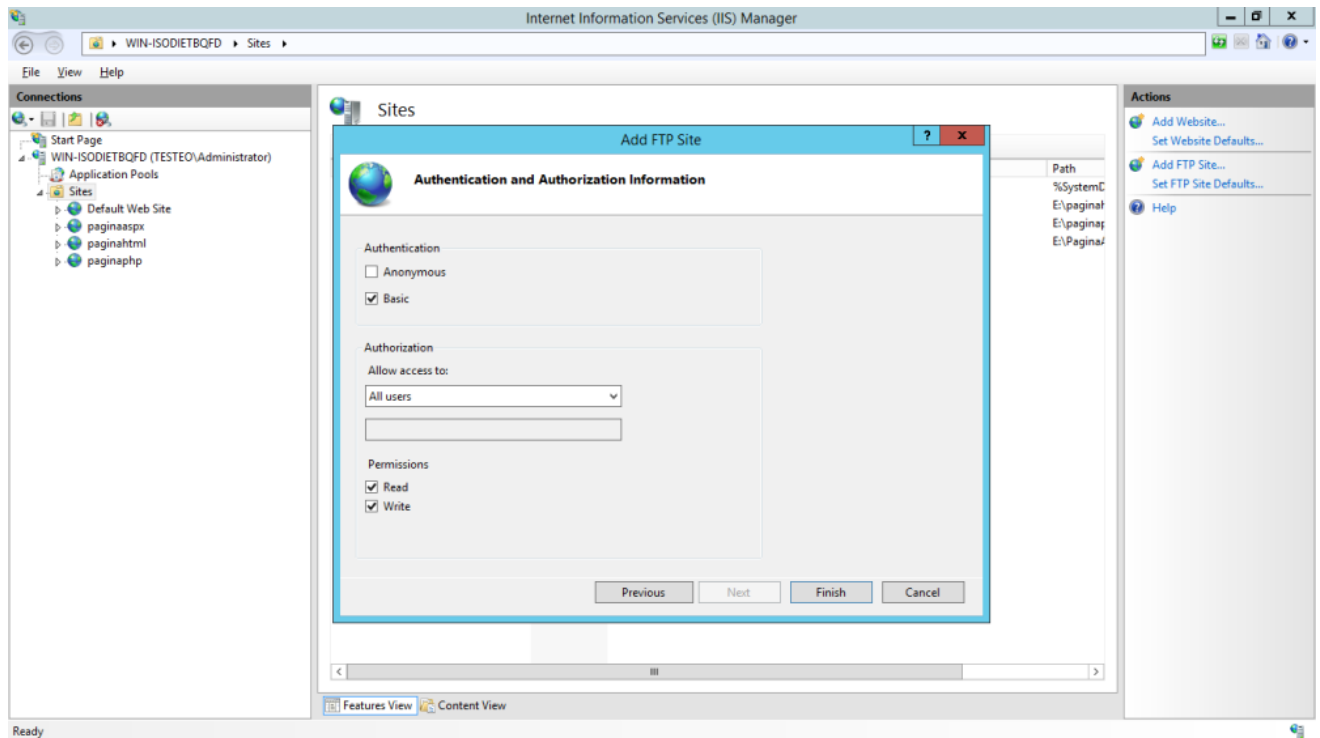 Internet Information Services (IIS) Manager
WIN-ISODIETBQFD Sites
File View Help
Connections
Start Page
WIN-ISODIETBQFD (TESTEO\Administrator)
Application Pools
Sites
Default Web Site
paginaaspx
paginahtml
paginaphp
Sites
Add FTP Site
? x
Authentication and Authorization Information
Authentication
Anonymous
Basic
Authorization
Allow access to:
All users
Permissions
Read
Write
Previous Next Finish Cancel
Path
%SystemD
E:\paginah
E:\paginap
E:\PaginaA
Features View Content View
Actions
Add Website...
Set Website Defaults...
Add FTP Site...
Set FTP Site Defaults...
Help
Ready